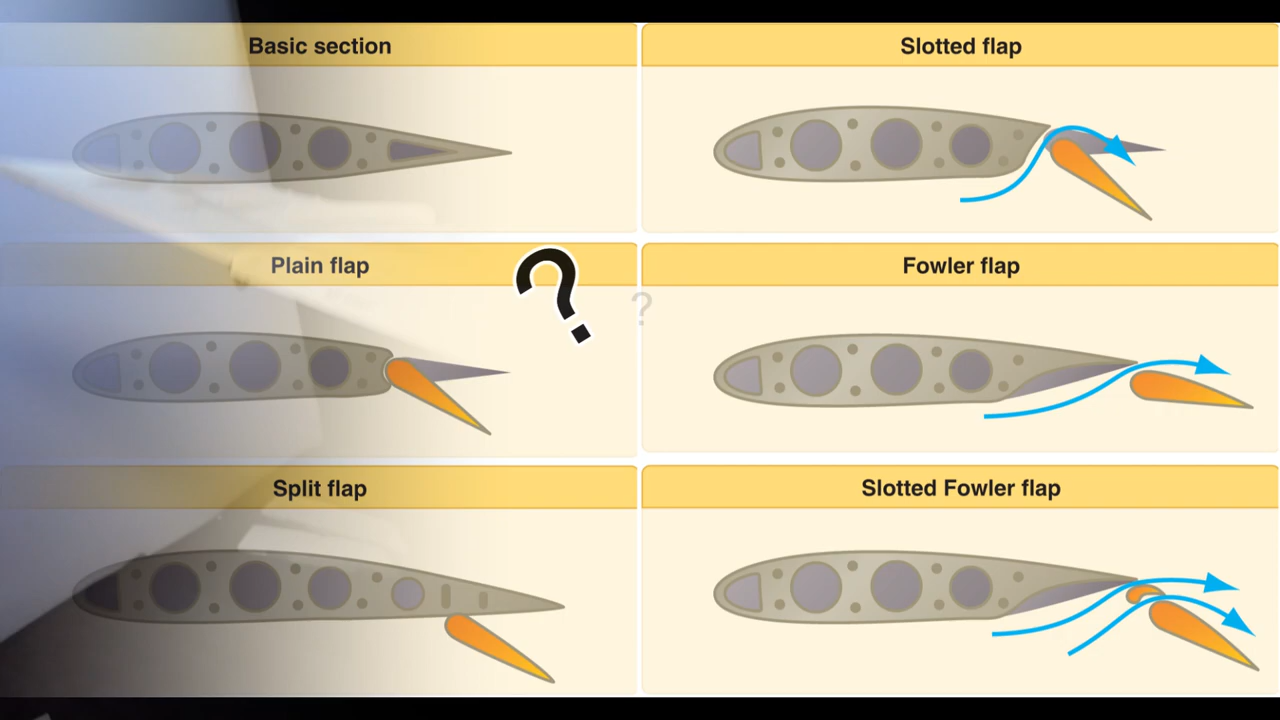 Basic section
Slotted flap
Plain flap
?
?
Fowler flap
Split flap
Slotted Fowler flap